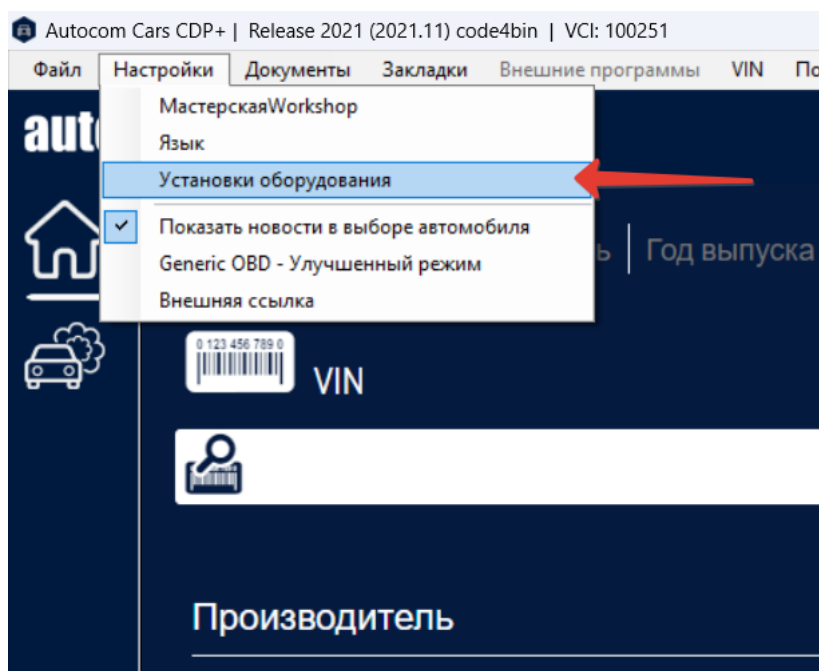 Autocom Cars CDP+ | Release 2021 (2021.11) code4bin | VCI: 100251
Файл Настройки Документы Закладки Внешние программы VIN
aut
МастерскаяWorkshop
Язык
Установки оборудования
Показать новости в выборе автомобиля
Generic OBD - Улучшенный режим
Внешняя ссылка
Год выпуска
0 123 456 789 0
VIN
Производитель